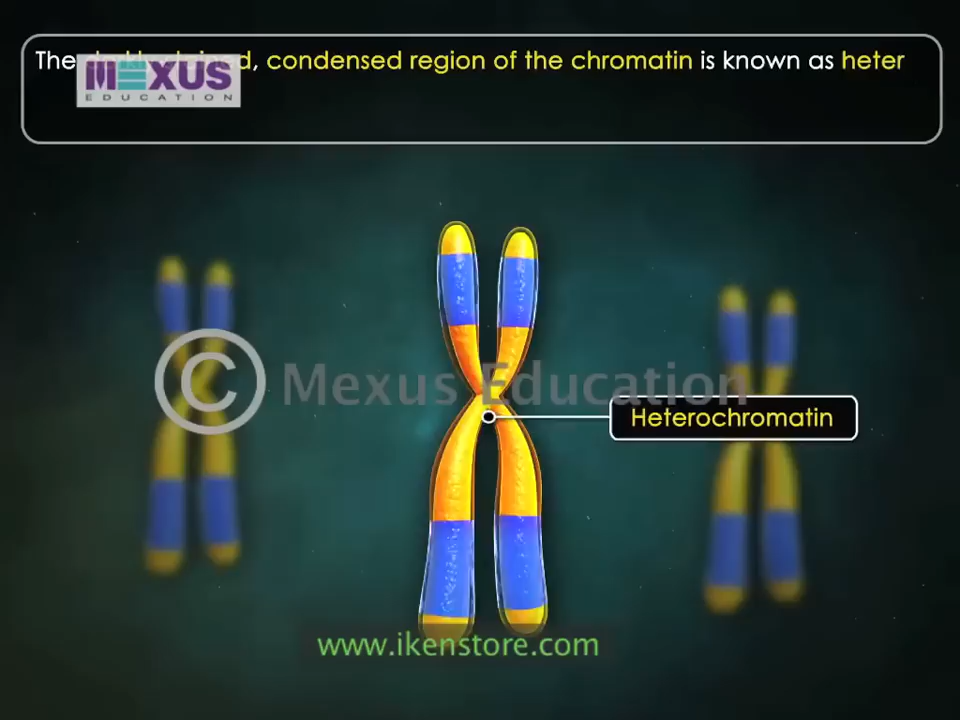 The , condensed region of the chromatin is known as heter
MEXUS
EDUCATION
© Mexus Education
Heterochromatin
www.ikenstore.com